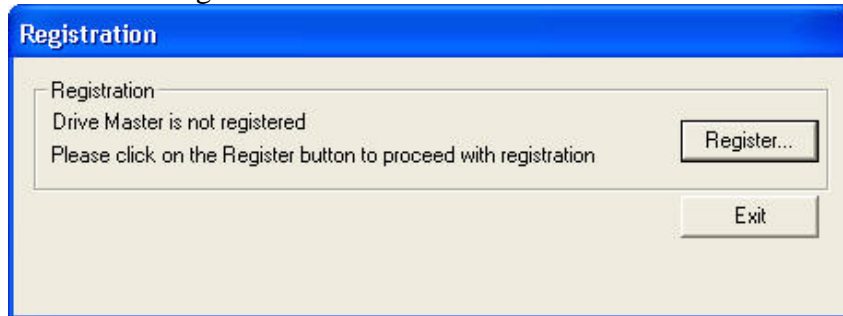 Registration
Registration
Drive Master is not registered
Please click on the Register button to proceed with registration
Register...
Exit